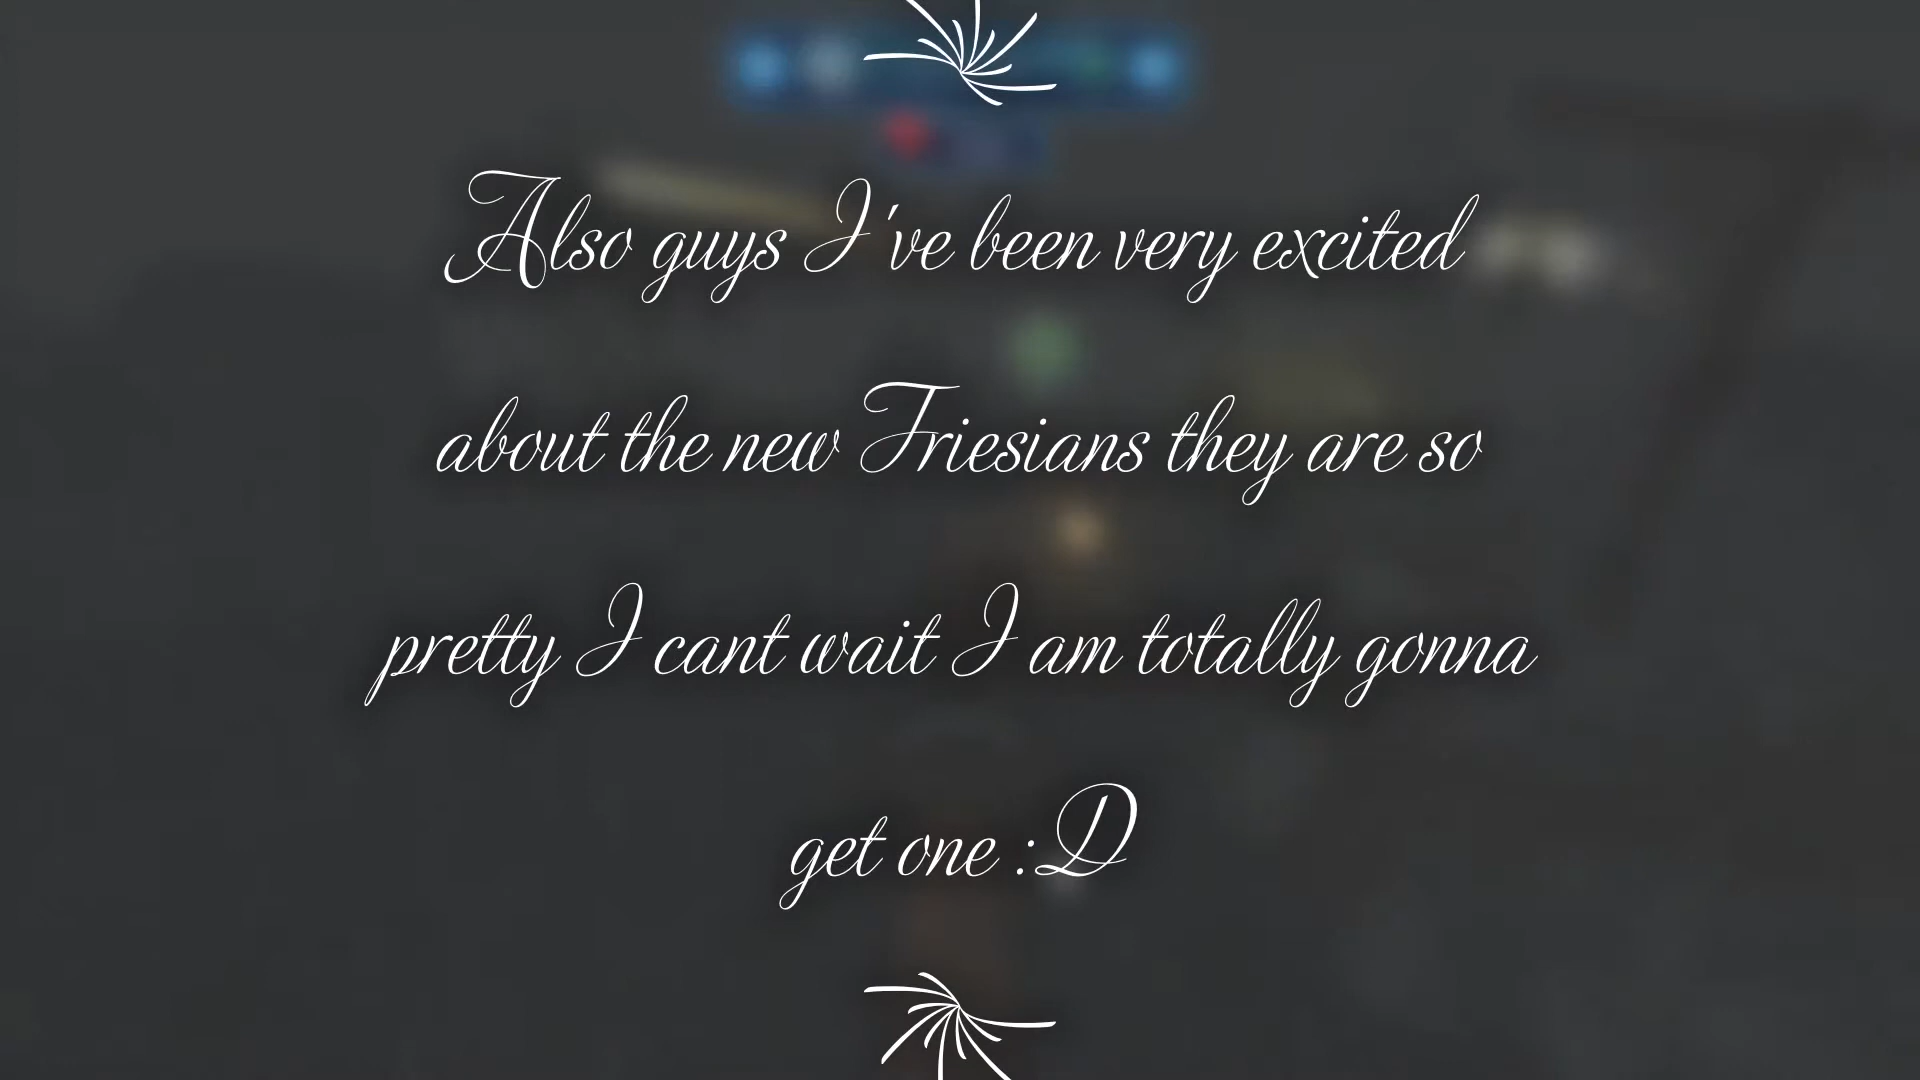 Also guys I've been very excited
about the new Friesians they are so
pretty I cant wait I am totally gonna
get one :D